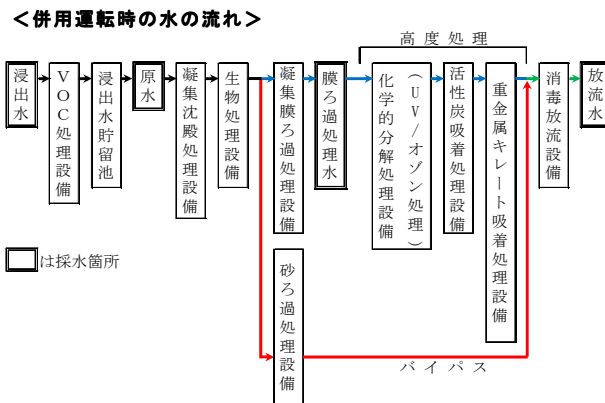 ＜併用運転時の水の流れ＞
高度処理
浸出水
VOC処理設備
浸出水貯留池
原水
凝集沈殿処理設備
生物処理設備
凝集膜ろ過処理設備
膜ろ過処理水
化学的分解処理設備
（UV/オゾン処理）
活性炭吸着処理設備
重金属キレート吸着処理設備
消毒放流設備
放流水
は採水箇所
砂ろ過処理設備
バイパス